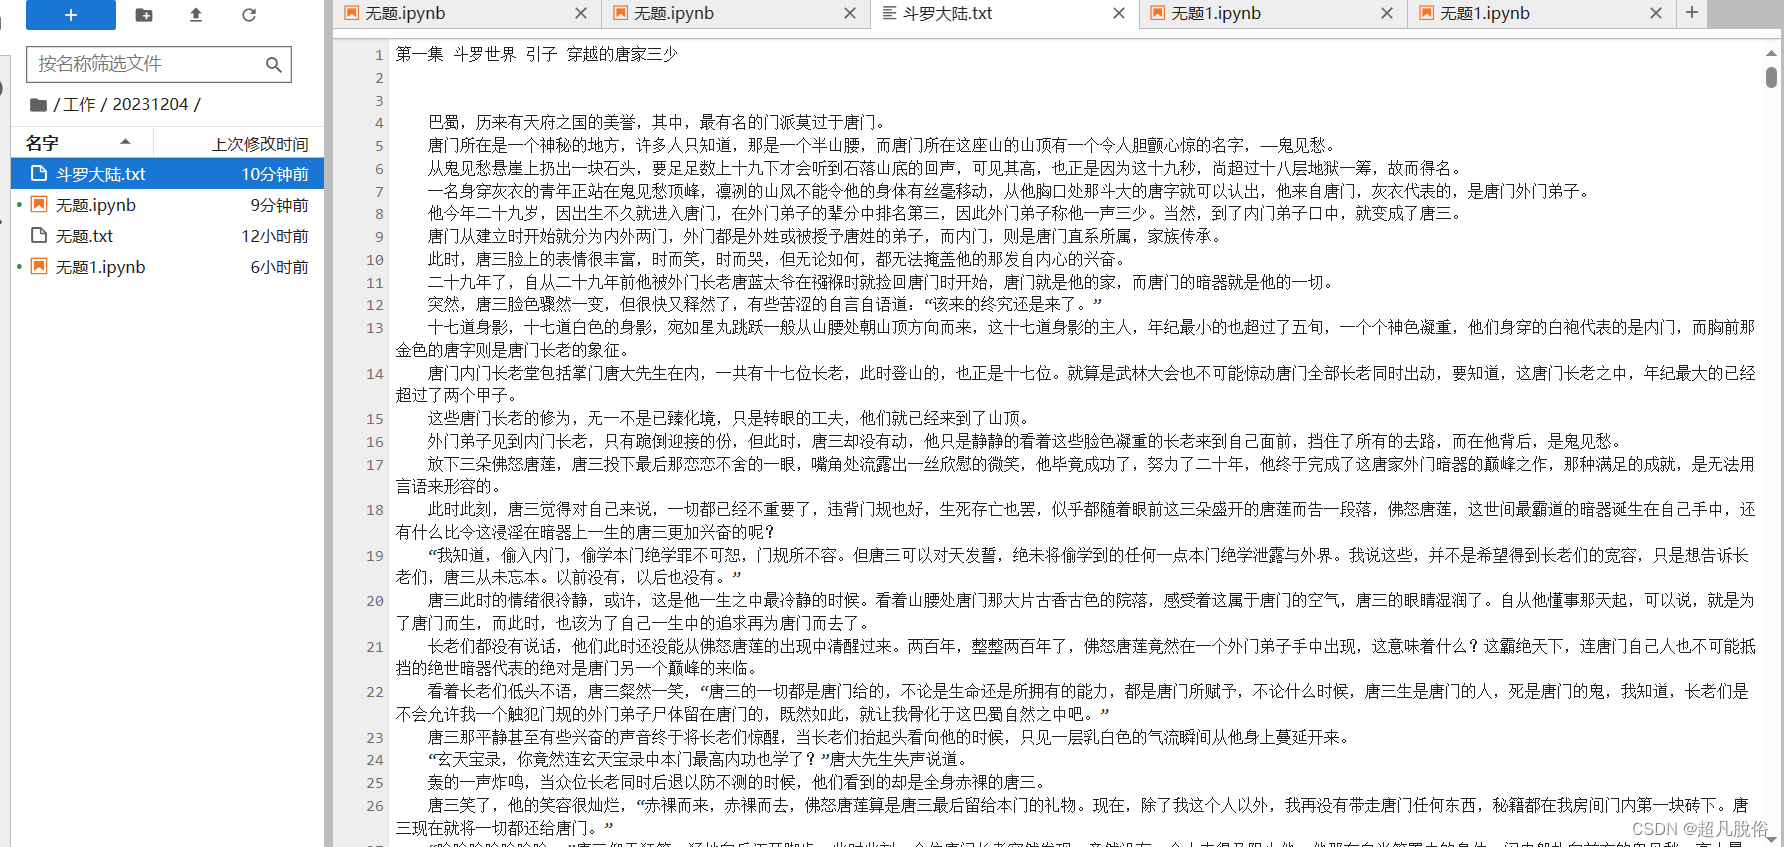 +
无题.ipynb ×
无题.ipynb ×
斗罗大陆.txt ×
无题1.ipynb ×
无题1.ipynb ×
+
按名称筛选文件
/ 工作 / 20231204 /
名字 上次修改时间
斗罗大陆.txt 10分钟前
无题.ipynb 9分钟前
无题.txt 12小时前
无题1.ipynb 6小时前
1 第一集 斗罗世界 引子 穿越的唐家三少
2
3
4 巴蜀，历来有天府之国的美誉，其中，最有名的门派莫过于唐门。
5 唐门所在是一个神秘的地方，许多人只知道，那是一个半山腰，而唐门所在这座山的山顶有一个令人胆颤心惊的名字，—鬼见愁。
6 从鬼见愁悬崖上扔出一块石头，要足足数上十九下才会听到石落山底的回声，可见其高，也正是因为这十九秒，尚超过十八层地狱一筹，故而得名。
7 一名身穿灰衣的青年正站在鬼见愁顶峰，凛冽的山风不能令他的身体有丝毫移动，从他胸口处那斗大的唐字就可以认出，他来自唐门，灰衣代表的，是唐门外门弟子。
8 他今年二十九岁，因出生不久就进入唐门，在外门弟子的辈分中排名第三，因此外门弟子称他一声三少。当然，到了内门弟子口中，就变成了唐三。
9 唐门从建立时开始就分为内外两门，外门都是外姓或被授予唐姓的弟子，而内门，则是唐门直系所属，家族传承。
10 此时，唐三脸上的表情很丰富，时而笑，时而哭，但无论如何，都无法掩盖他的那发自内心的兴奋。
11 二十九年了，自从二十九年前他被外门长老唐蓝太爷在襁褓时就捡回唐门时开始，唐门就是他的家，而唐门的暗器就是他的一切。
12 突然，唐三脸色骤然一变，但很快又释然了，有些苦涩的自言自语道：“该来的终究还是来了。”
13 十七道身影，十七道白色的身影，宛如星丸跳跃一般从山腰处朝山顶方向而来，这十七道身影的主人，年纪最小的也超过了五旬，一个个神色凝重，他们身穿的白袍代表的是内门，而胸前那
金色的唐字则是唐门长老的象征。
14 唐门内门长老堂包括掌门唐大先生在内，一共有十七位长老，此时登山的，也正是十七位。就算是武林大会也不可能惊动唐门全部长老同时出动，要知道，这唐门长老之中，年纪最大的已经
超过了两个甲子。
15 这些唐门长老的修为，无一不是已臻化境，只是转眼的工夫，他们就已经来到了山顶。
16 外门弟子见到内门长老，只有跪倒迎接的份，但此时，唐三却没有动，他只是静静的看着这些脸色凝重的长老来到自己面前，挡住了所有的去路，而在他背后，是鬼见愁。
17 放下三朵佛怒唐莲，唐三投下最后那恋恋不舍的一眼，嘴角处流露出一丝欣慰的微笑，他毕竟成功了，努力了二十年，他终于完成了这唐家外门暗器的巅峰之作，那种满足的成就，是无法用
言语来形容的。
18 此时此刻，唐三觉得对自己来说，一切都已经不重要了，违背门规也好，生死存亡也罢，似乎都随着眼前这三朵盛开的唐莲而告一段落，佛怒唐莲，这世间最霸道的暗器诞生在自己手中，还
有什么比令这浸淫在暗器上一生的唐三更加兴奋的呢？
19 “我知道，偷入内门，偷学本门绝学罪不可恕，门规所不容。但唐三可以对天发誓，绝未将偷学到的任何一点本门绝学泄露与外界。我说这些，并不是希望得到长老们的宽容，只是想告诉长
老们，唐三从未忘本。以前没有，以后也没有。”
20 唐三此时的情绪很冷静，或许，这是他一生之中最冷静的时候。看着山腰处唐门那大片古香古色的院落，感受着这属于唐门的空气，唐三的眼睛湿润了。自从他懂事那天起，可以说，就是为
了唐门而生，而此时，也该为了自己一生中的追求再为唐门而去了。
21 长老们都没有说话，他们此时还没能从佛怒唐莲的出现中清醒过来。两百年，整整两百年了，佛怒唐莲竟然在一个外门弟子手中出现，这意味着什么？这霸绝天下，连唐门自己人也不可能抵
挡的绝世暗器代表的绝对是唐门另一个巅峰的来临。
22 看着长老们低头不语，唐三粲然一笑，“唐三的一切都是唐门给的，不论是生命还是所拥有的能力，都是唐门所赋予，不论什么时候，唐三生是唐门的人，死是唐门的鬼，我知道，长老们是
不会允许我一个触犯门规的外门弟子尸体留在唐门的，既然如此，就让我骨化于这巴蜀自然之中吧。”
23 唐三那平静甚至有些兴奋的声音终于将长老们惊醒，当长老们抬起头看向他的时候，只见一层乳白色的气流瞬间从他身上蔓延开来。
24 “玄天宝录，你竟然连玄天宝录中本门最高内功也学了？”唐大先生失声说道。
25 轰的一声炸鸣，当众位长老同时后退以防不测的时候，他们看到的却是全身赤裸的唐三。
26 唐三笑了，他的笑容很灿烂，“赤裸而来，赤裸而去，佛怒唐莲算是唐三最后留给本门的礼物。现在，除了我这个人以外，我再没有带走唐门任何东西，秘籍都在我房间门内第一块砖下。唐
三现在就将一切都还给唐门。”
CSDN @超凡脱俗